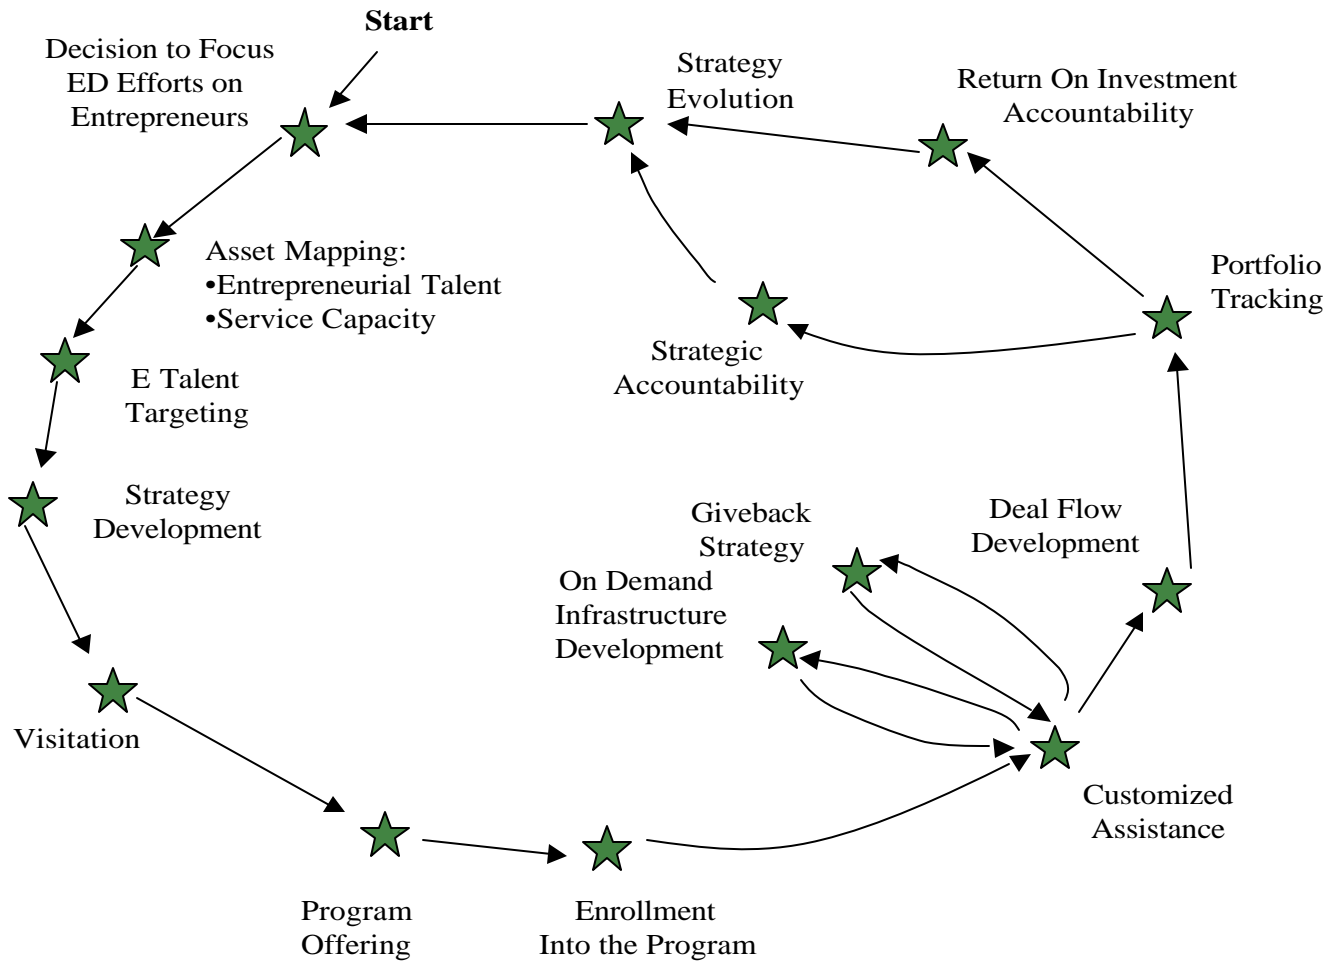 Start
Decision to Focus
ED Efforts on
Entrepreneurs
Strategy
Evolution
Return On Investment
Accountability
Asset Mapping:
•Entrepreneurial Talent
•Service Capacity
Portfolio
Tracking
Strategic
Accountability
E Talent
Targeting
Strategy
Development
Giveback
Strategy
Deal Flow
Development
On Demand
Infrastructure
Development
Visitation
Customized
Assistance
Program
Offering
Enrollment
Into the Program